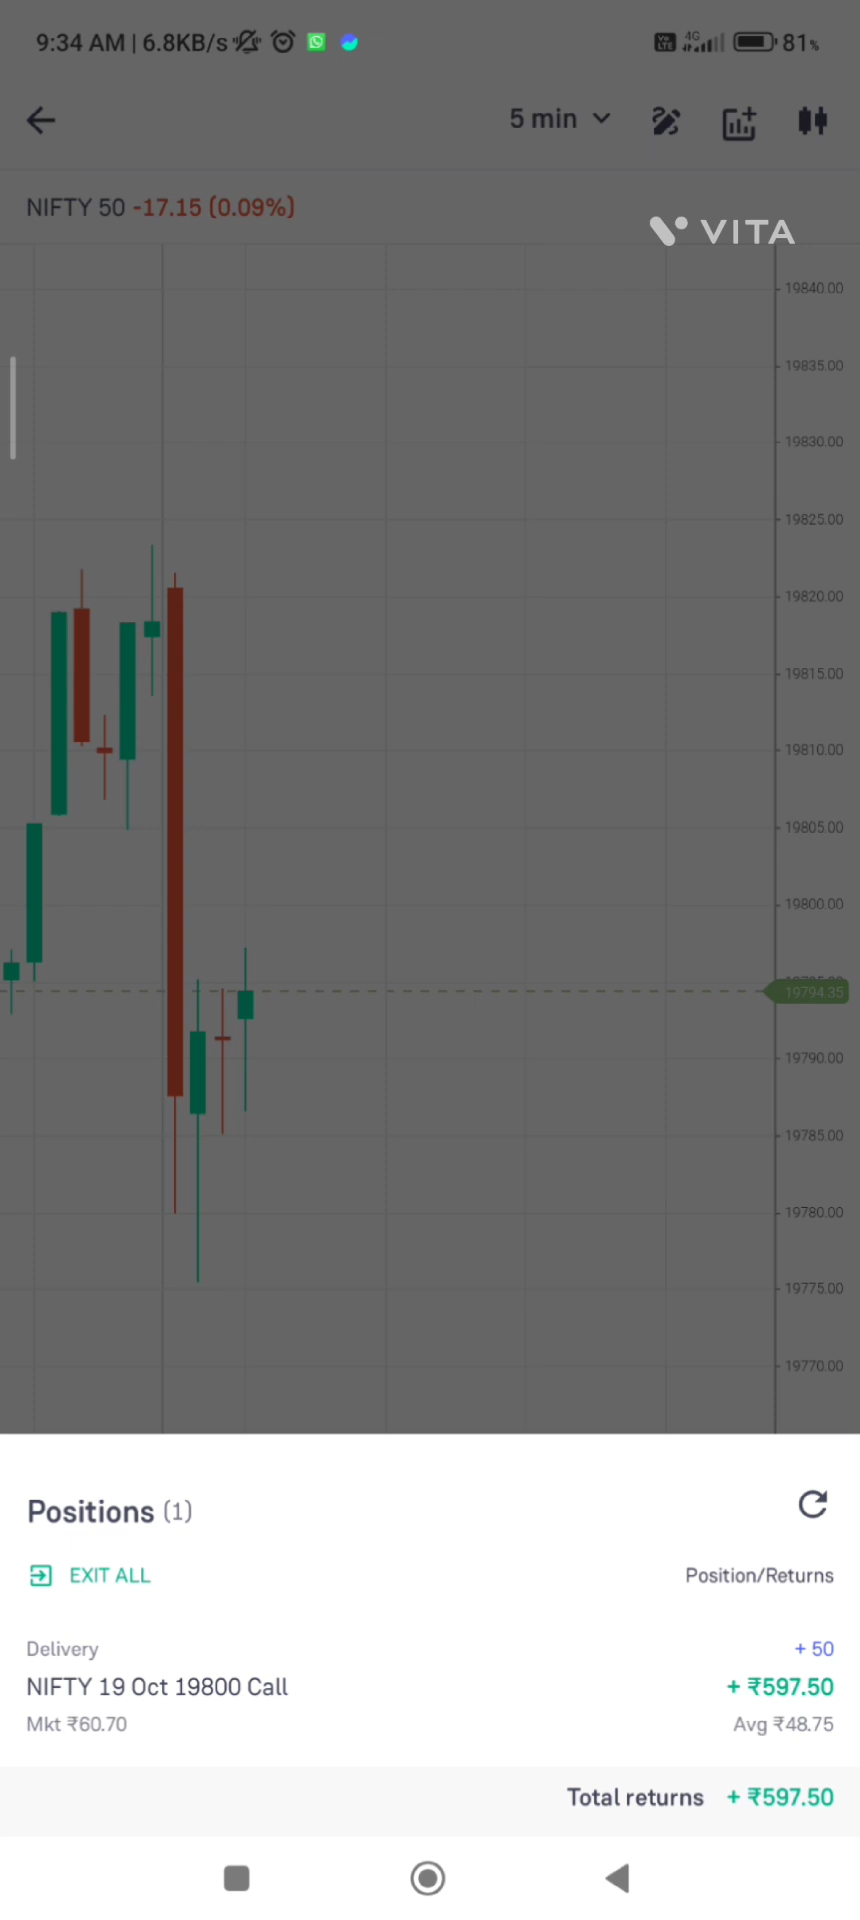 9:34 AM | 6.8KB/s 4G 81%
5 min
NIFTY 50 -17.15 (0.09%)
VITA
19840.00
19835.00
19830.00
19825.00
19820.00
19815.00
19810.00
19805.00
19800.00
19794.35
19790.00
19785.00
19780.00
19775.00
19770.00
Positions (1)
EXIT ALL Position/Returns
Delivery + 50
NIFTY 19 Oct 19800 Call + ₹597.50
Mkt ₹60.70 Avg ₹48.75
Total returns + ₹597.50